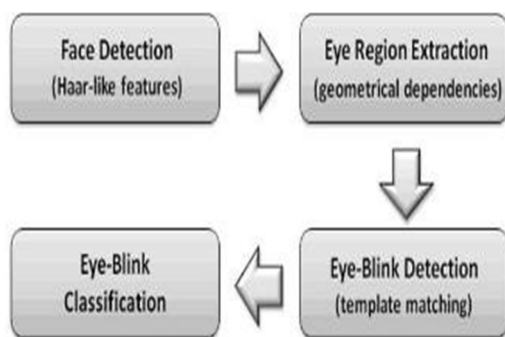 Face Detection
(Haar-like features)
Eye Region Extraction
(geometrical dependencies)
Eye-Blink Detection
(template matching)
Eye-Blink
Classification